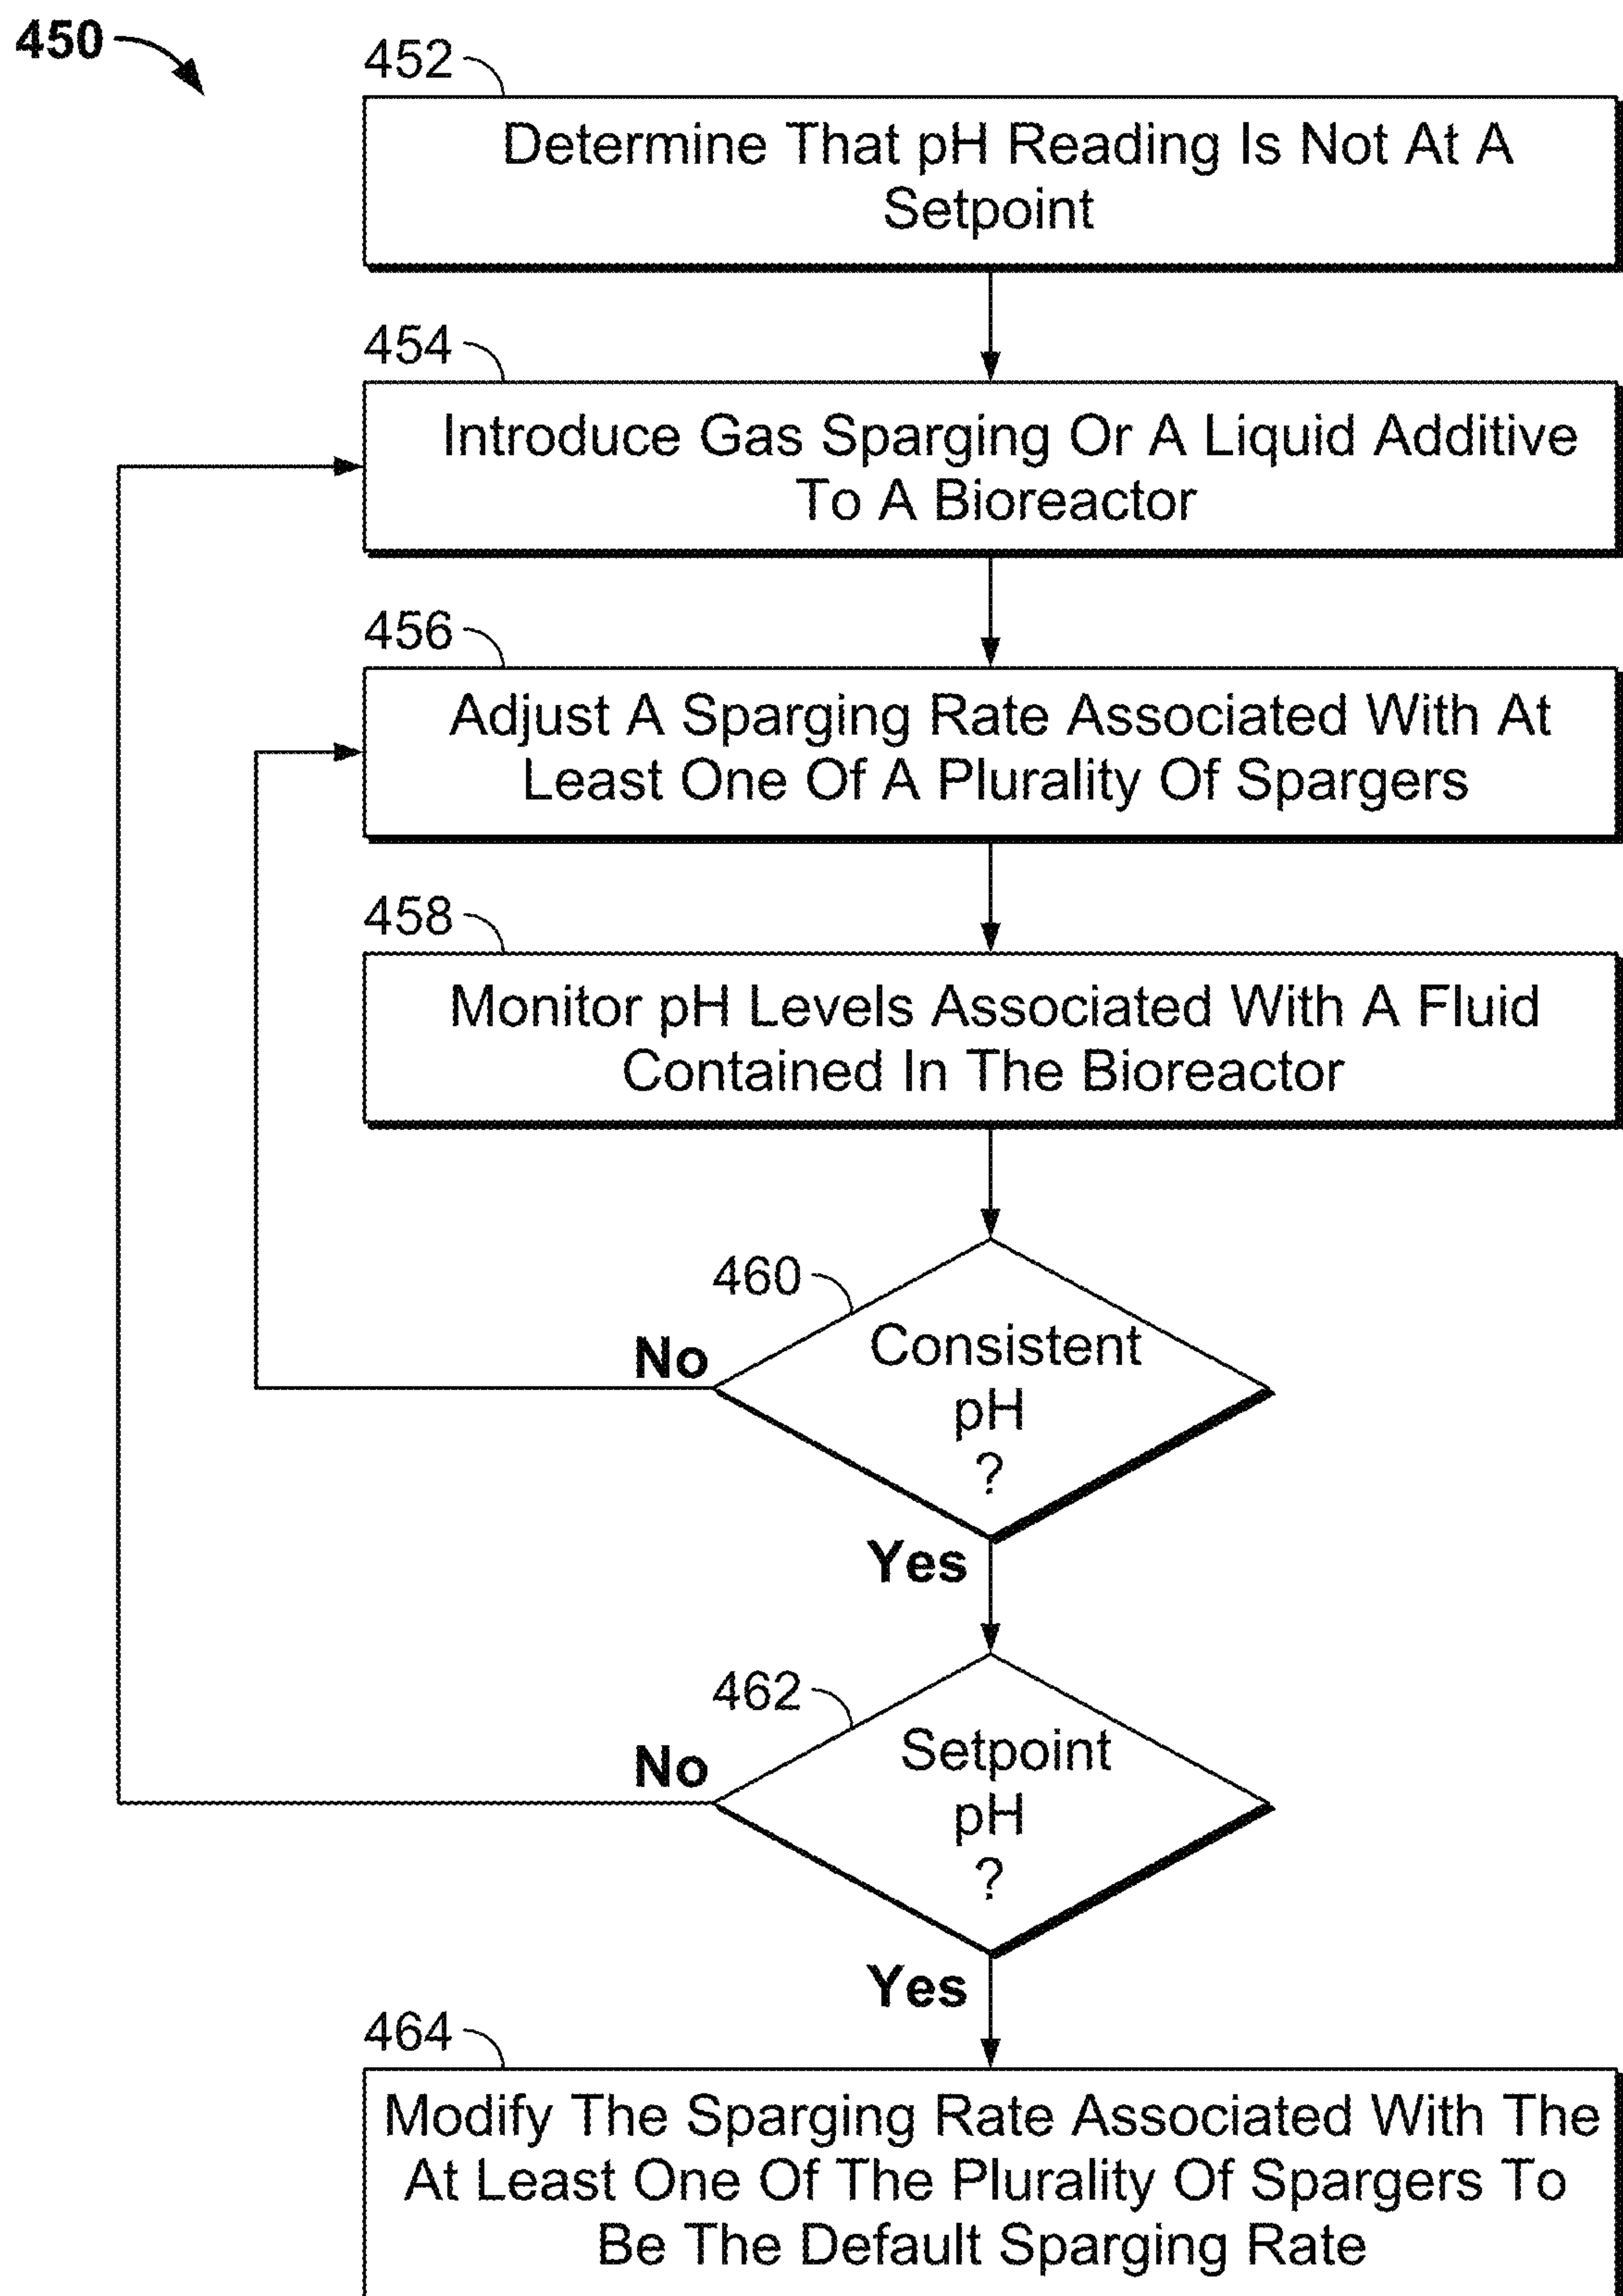 450
452
Determine That pH Reading Is Not At A
Setpoint
454
Introduce Gas Sparging Or A Liquid Additive
To A Bioreactor
456
Adjust A Sparging Rate Associated With At
Least One Of A Plurality Of Spargers
458
Monitor pH Levels Associated With A Fluid
Contained In The Bioreactor
460
Consistent
No
pH
?
Yes
462
Setpoint
No
pH
?
Yes
464
Modify The Sparging Rate Associated With The
At Least One Of The Plurality Of Spargers To
Be The Default Sparging Rate